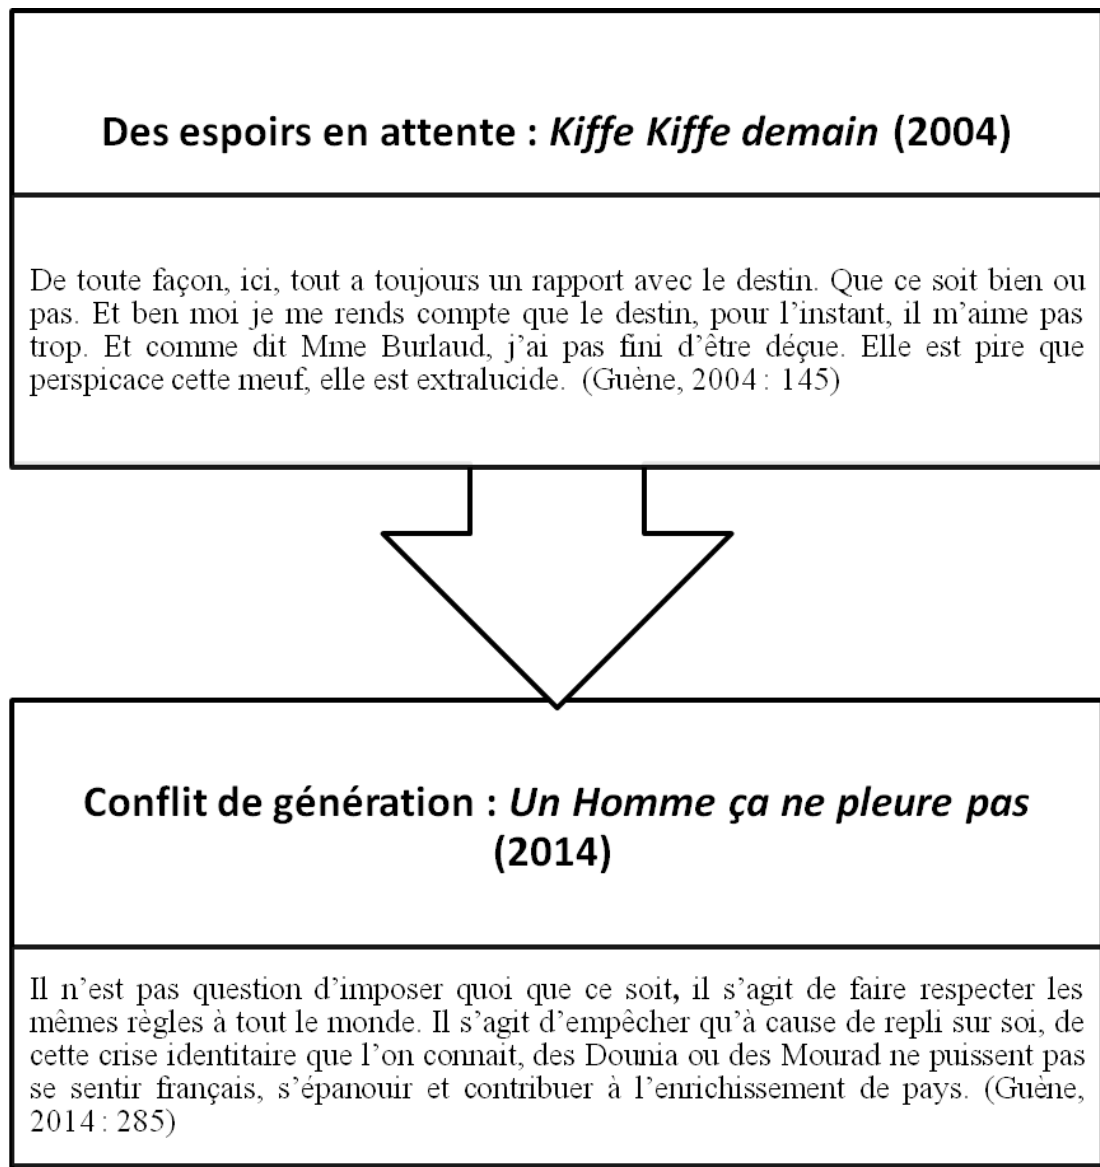 Des espoirs en attente : Kiffe Kiffe demain (2004)
De toute façon, ici, tout a toujours un rapport avec le destin. Que ce soit bien ou
pas. Et ben moi je me rends compte que le destin, pour l’instant, il m’aime pas
trop. Et comme dit Mme Burlaud, j’ai pas fini d’être déçue. Elle est pire que
perspicace cette meuf, elle est extralucide. (Guène, 2004 : 145)
Conflit de génération : Un Homme ça ne pleure pas
(2014)
Il n’est pas question d’imposer quoi que ce soit, il s’agit de faire respecter les
mêmes règles à tout le monde. Il s’agit d’empêcher qu’à cause de repli sur soi, de
cette crise identitaire que l’on connait, des Dounia ou des Mourad ne puissent pas
se sentir français, s’épanouir et contribuer à l’enrichissement de pays. (Guène,
2014 : 285)